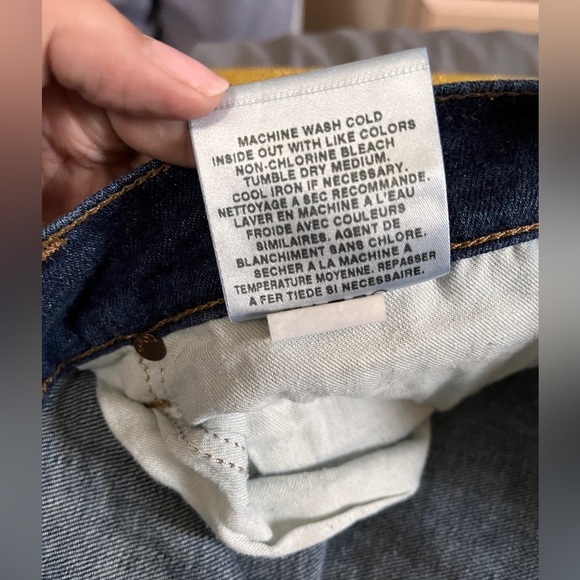 MACHINE WASH COLD
INSIDE OUT WITH LIKE COLORS
NON-CHLORINE BLEACH
TUMBLE DRY MEDIUM.
COOL IRON IF NECESSARY.
NETTOYAGE A SEC RECOMMANDE.
LAVER EN MACHINE A L'EAU
FROIDE AVEC COULEURS
SIMILAIRES. AGENT DE
BLANCHIMENT SANS CHLORE.
SECHER A LA MACHINE A
TEMPERATURE MOYENNE. REPASSER
A FER TIEDE SI NECESSAIRE.